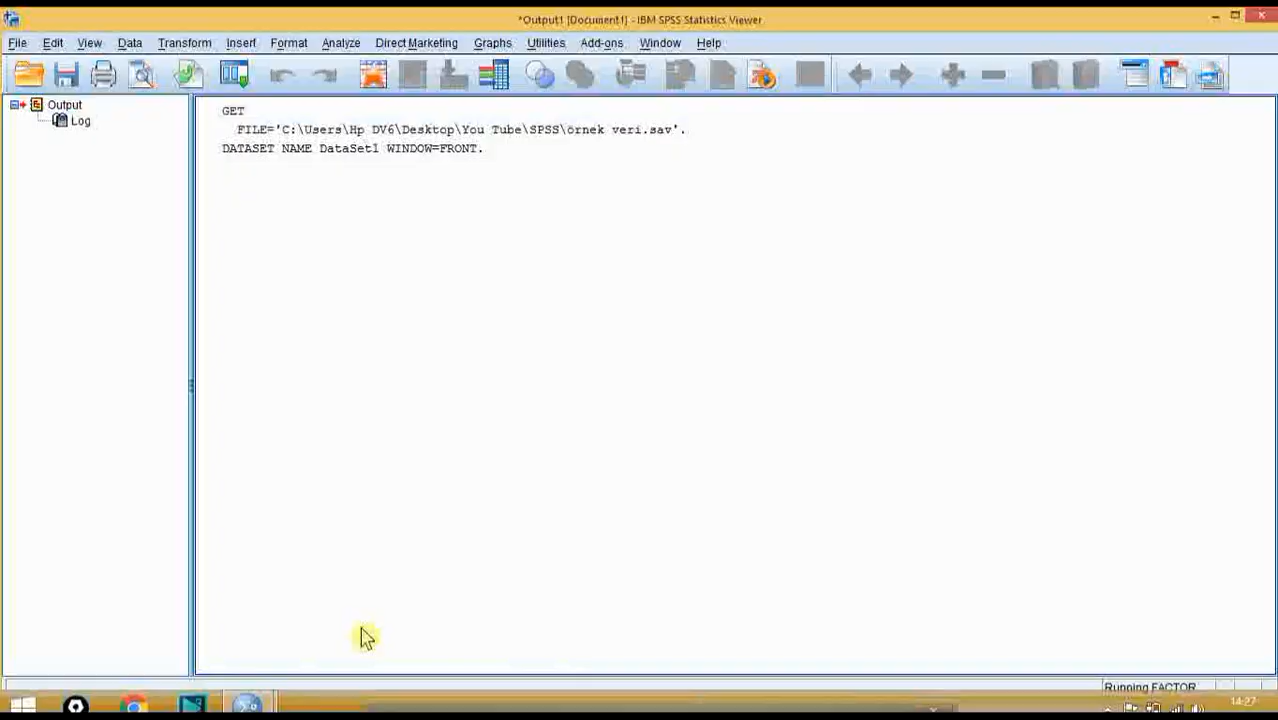 *Output1 [Document1] - IBM SPSS Statistics Viewer
File Edit View Data Transform Insert Format Analyze Direct Marketing Graphs Utilities Add-ons Window Help
Output
Log
GET
FILE='C:\Users\Hp DV6\Desktop\You Tube\SPSS\örnek veri.sav'.
DATASET NAME DataSet1 WINDOW=FRONT.
Running FACTOR
14:27